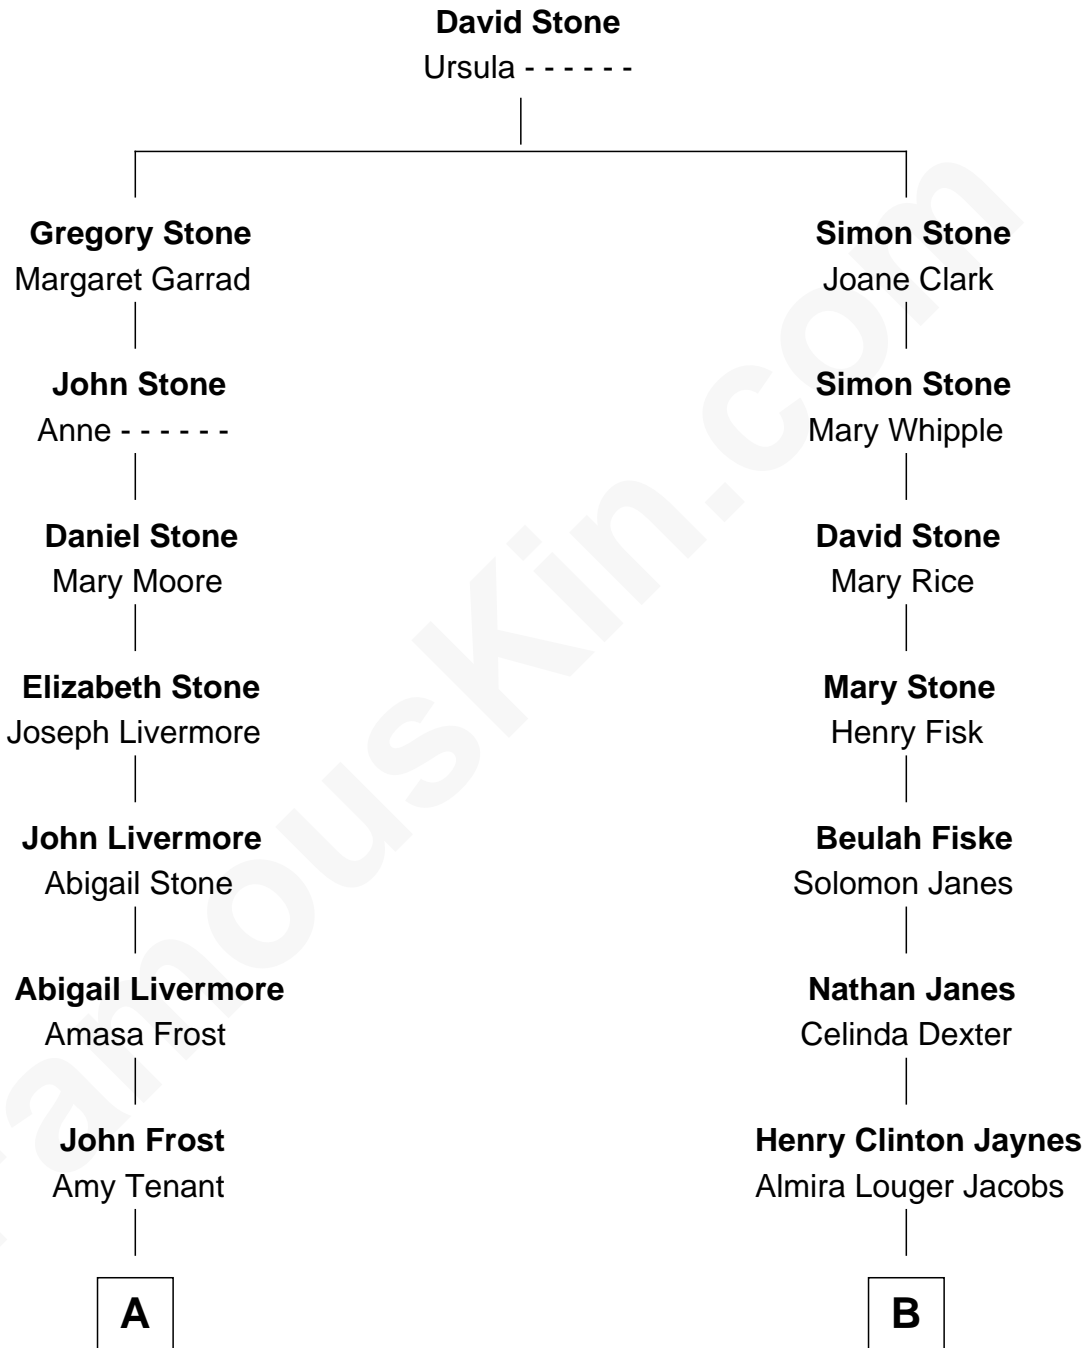 David Stone
Ursula - - - - - -
Gregory Stone
Margaret Garrad
Simon Stone
Joane Clark
John Stone
Anne - - - - - -
Simon Stone
Mary Whipple
Daniel Stone
Mary Moore
David Stone
Mary Rice
Elizabeth Stone
Joseph Livermore
Mary Stone
Henry Fisk
John Livermore
Abigail Stone
Beulah Fiske
Solomon Janes
Abigail Livermore
Amasa Frost
Nathan Janes
Celinda Dexter
John Frost
Amy Tenant
Henry Clinton Jaynes
Almira Louger Jacobs
A
B
FamousKin.com